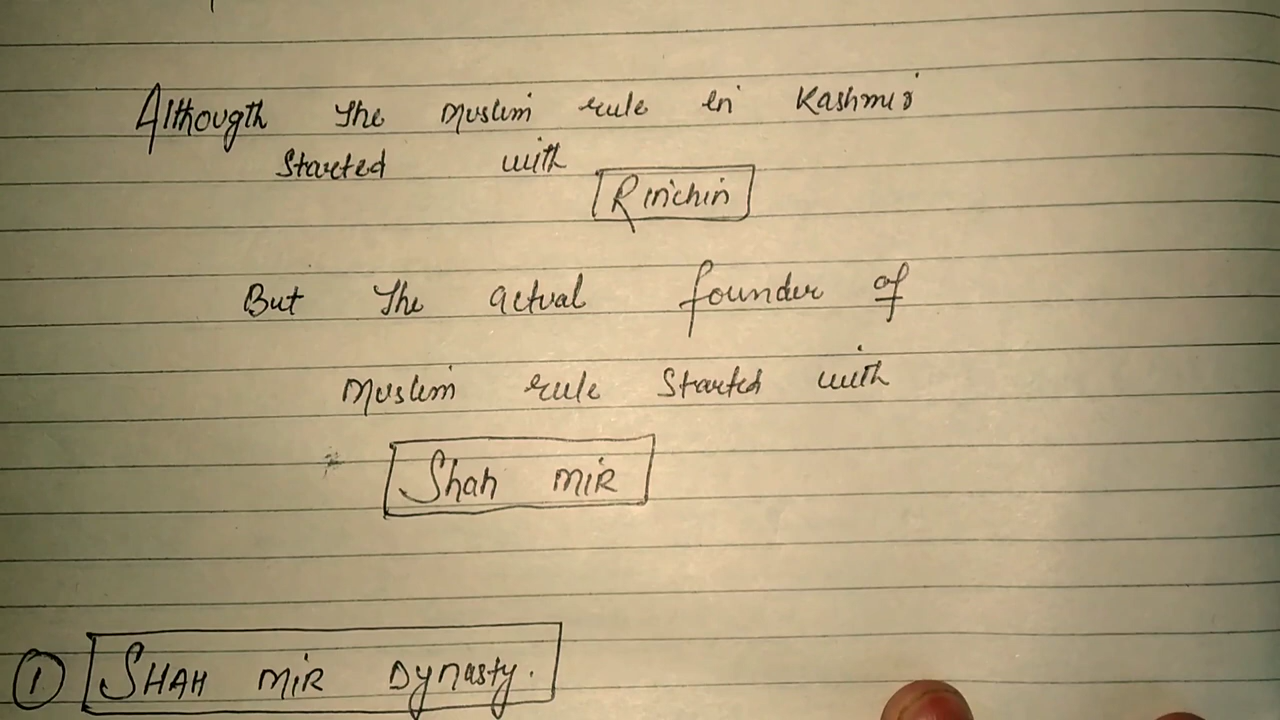 Althougth the Muslim rule in Kashmir
started with
Rinchin
But the actual founder of
Muslim rule started with
Shah MIR
① SHAH MIR Dynasty.